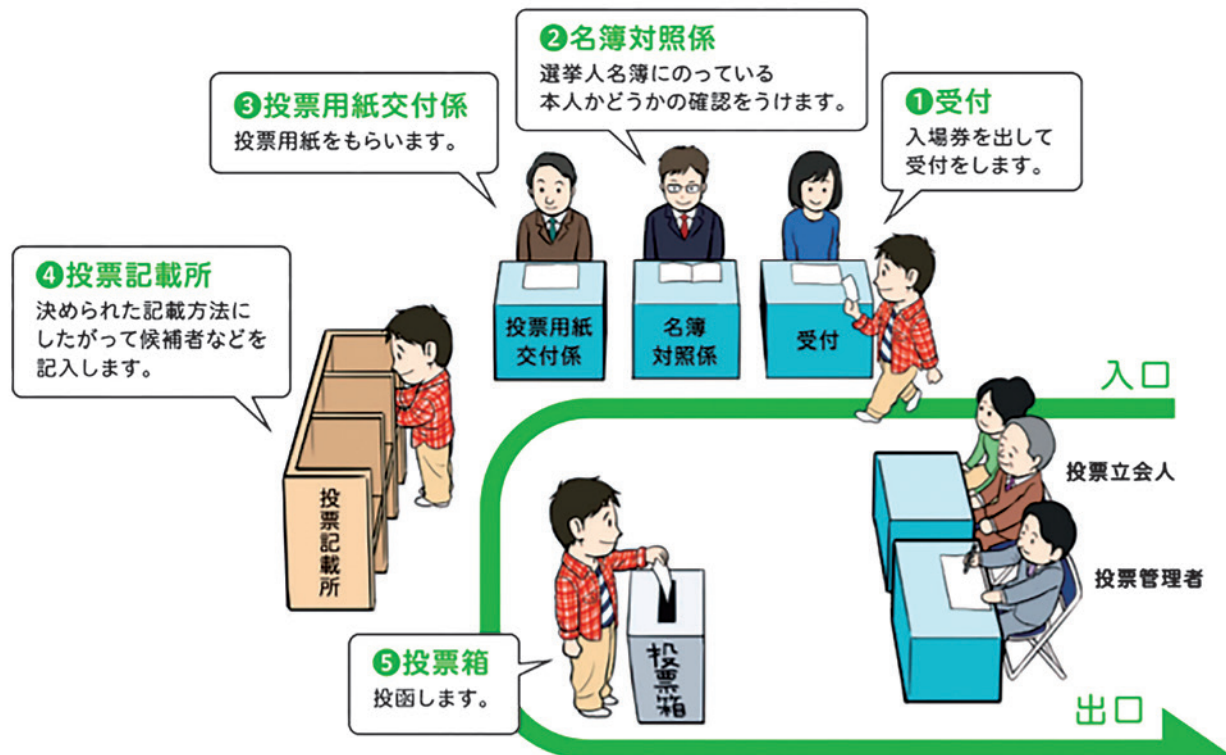 ❶受付
入場券を出して
受付をします。
❷名簿対照係
選挙人名簿にのっている
本人かどうかの確認をうけます。
❸投票用紙交付係
投票用紙をもらいます。
❹投票記載所
決められた記載方法に
したがって候補者などを
記入します。
❺投票箱
投函します。
投票用紙
交付係
名簿
対照係
受付
入口
投票立会人
投票管理者
投票記載所
投票箱
出口